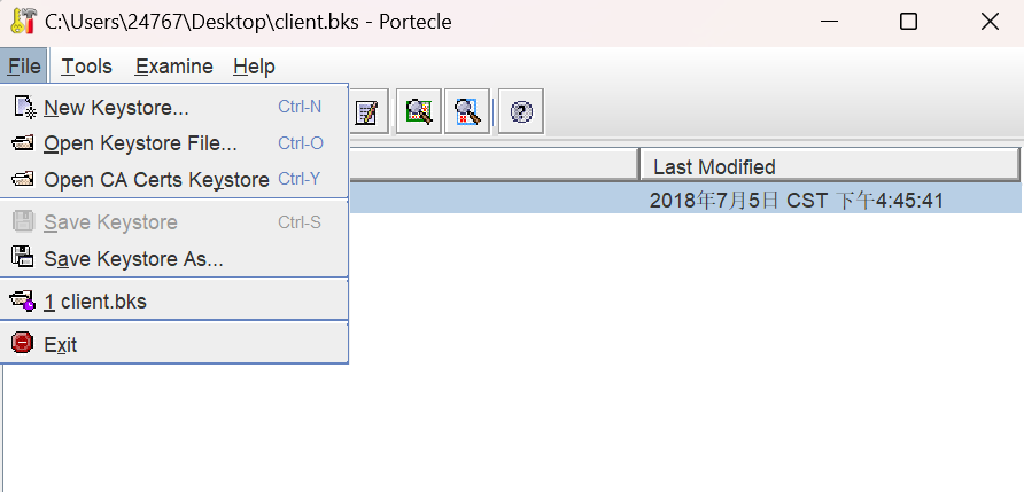 C:\Users\24767\Desktop\client.bks - Portecle
File Tools Examine Help
New Keystore... Ctrl-N
Open Keystore File... Ctrl-O
Open CA Certs Keystore Ctrl-Y
Save Keystore Ctrl-S
Save Keystore As...
1 client.bks
Exit
Last Modified
2018年7月5日 CST 下午4:45:41